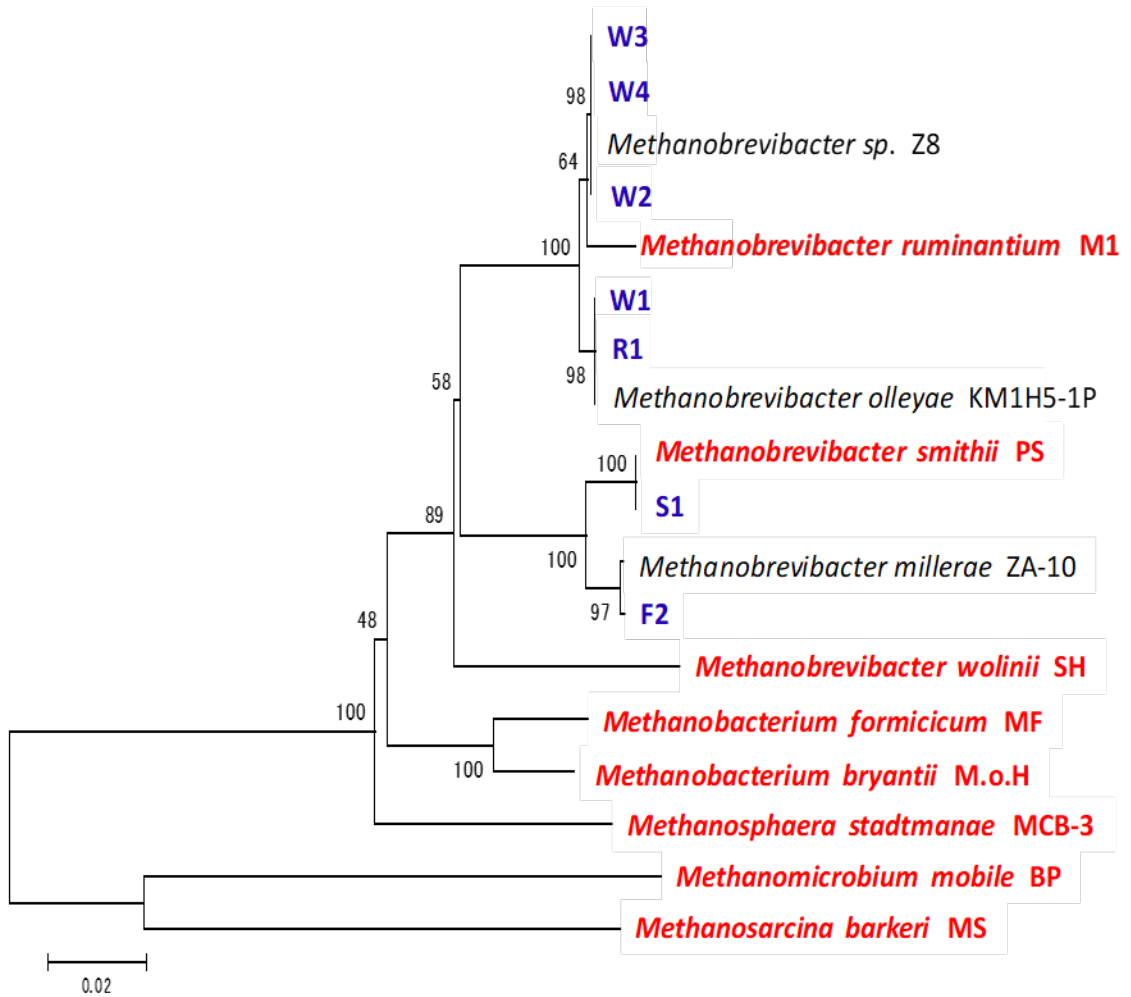 W3
98
W4
Methanobrevibacter sp. Z8
64
W2
100
Methanobrevibacter ruminantium M1
W1
R1
58
98
Methanobrevibacter olleyae KM1H5-1P
Methanobrevibacter smithii PS
100
S1
89
100
Methanobrevibacter millerae ZA-10
97
F2
48
Methanobrevibacter wolinii SH
100
Methanobacterium formicicum MF
100
Methanobacterium bryantii M.o.H
Methanosphaera stadtmanae MCB-3
Methanomicrobium mobile BP
Methanosarcina barkeri MS
0.02